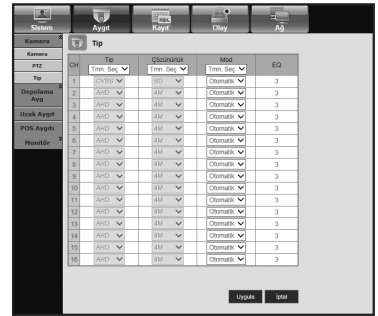 Sistem Aygıt Kayıt Olay Ağ
Kamera
Kamera
PTZ
Tip
Depolama Ayg
Uzak Aygıt
POS Aygıtı
Monitör
Tip
CH Tip Çözünürlük Mod EQ
Tmn. Seç Tmn. Seç Tmn. Seç
1 CVBS SD Otomatik 3
2 AHD 4M Otomatik 3
3 AHD 4M Otomatik 3
4 AHD 4M Otomatik 3
5 AHD 4M Otomatik 3
6 AHD 4M Otomatik 3
7 AHD 4M Otomatik 3
8 AHD 4M Otomatik 3
9 AHD 4M Otomatik 3
10 AHD 4M Otomatik 3
11 AHD 4M Otomatik 3
12 AHD 4M Otomatik 3
13 AHD 4M Otomatik 3
14 AHD 4M Otomatik 3
15 AHD 4M Otomatik 3
16 AHD 4M Otomatik 3
Uygula İptal